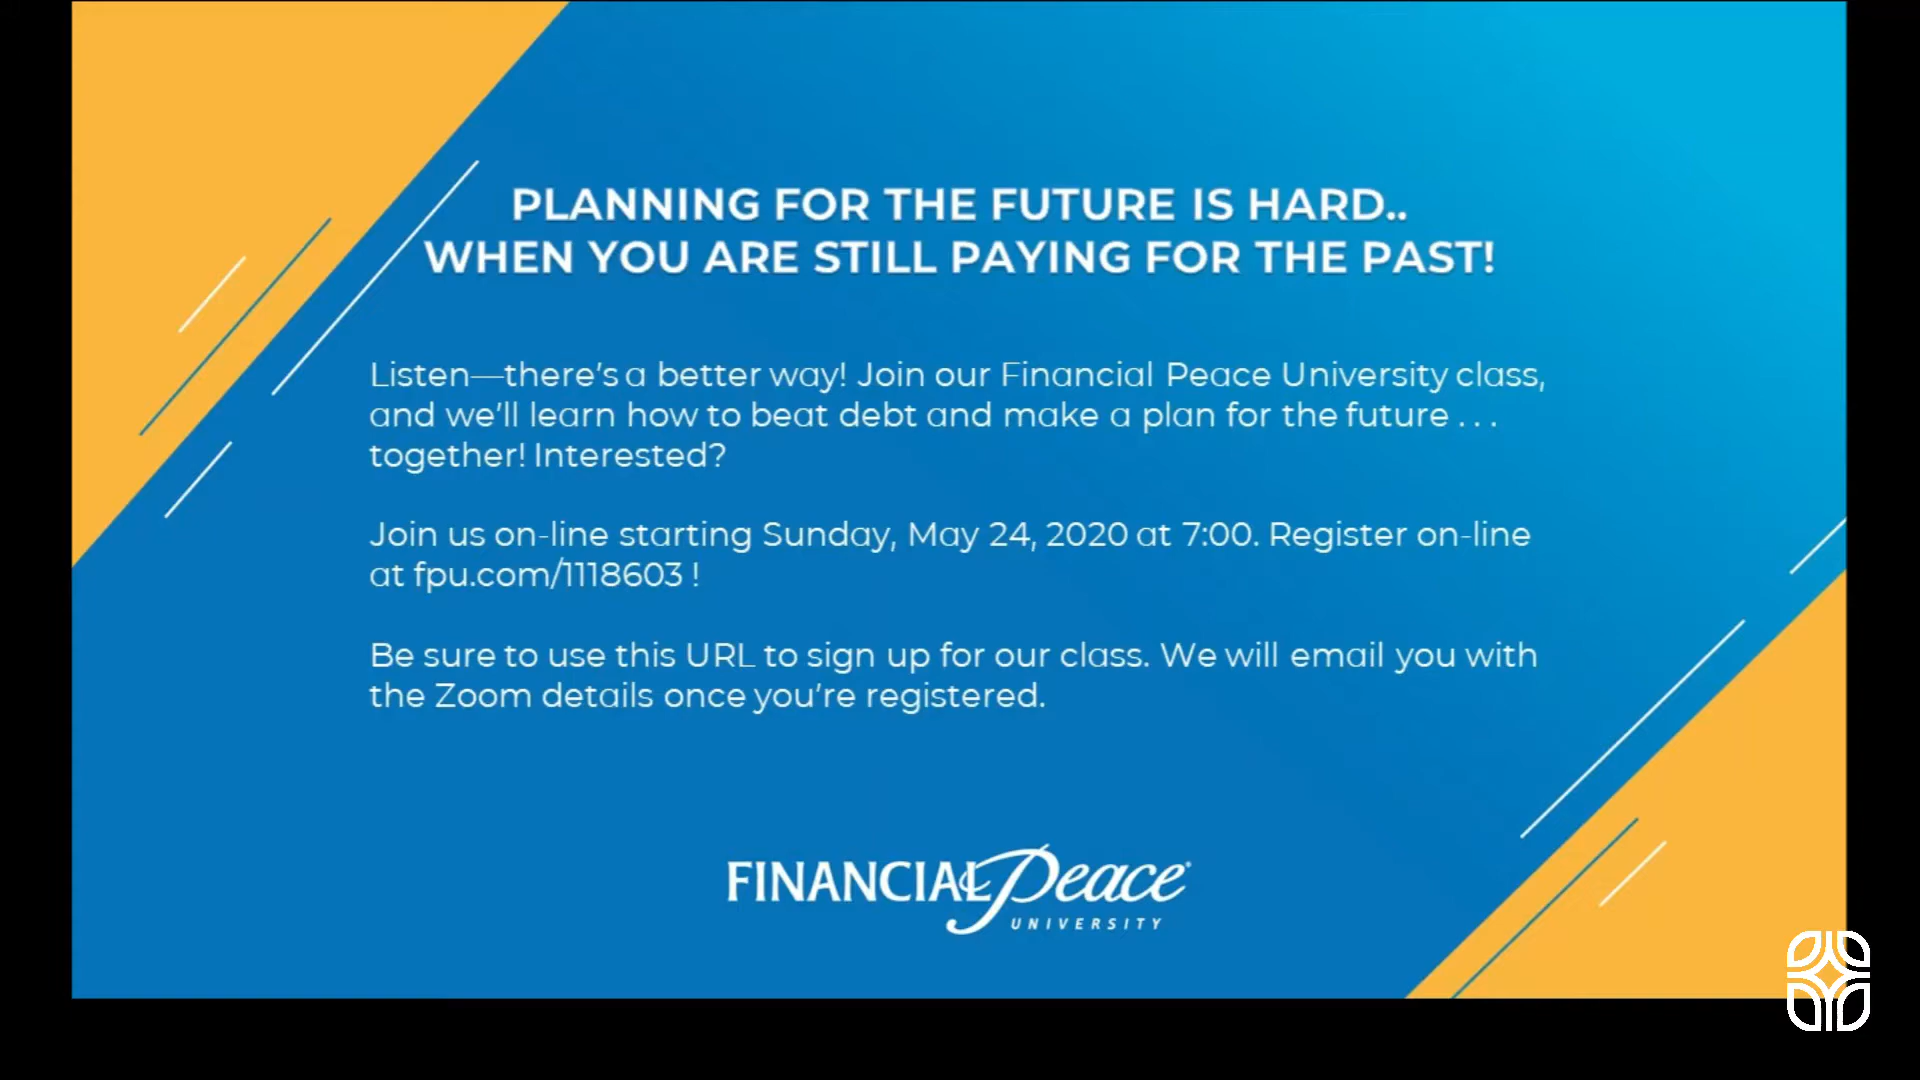 PLANNING FOR THE FUTURE IS HARD..
WHEN YOU ARE STILL PAYING FOR THE PAST!
Listen—there's a better way! Join our Financial Peace University class,
and we'll learn how to beat debt and make a plan for the future . . .
together! Interested?
Join us on-line starting Sunday, May 24, 2020 at 7:00. Register on-line
at fpu.com/1118603 !
Be sure to use this URL to sign up for our class. We will email you with
the Zoom details once you're registered.
FINANCIAL Peace®
UNIVERSITY